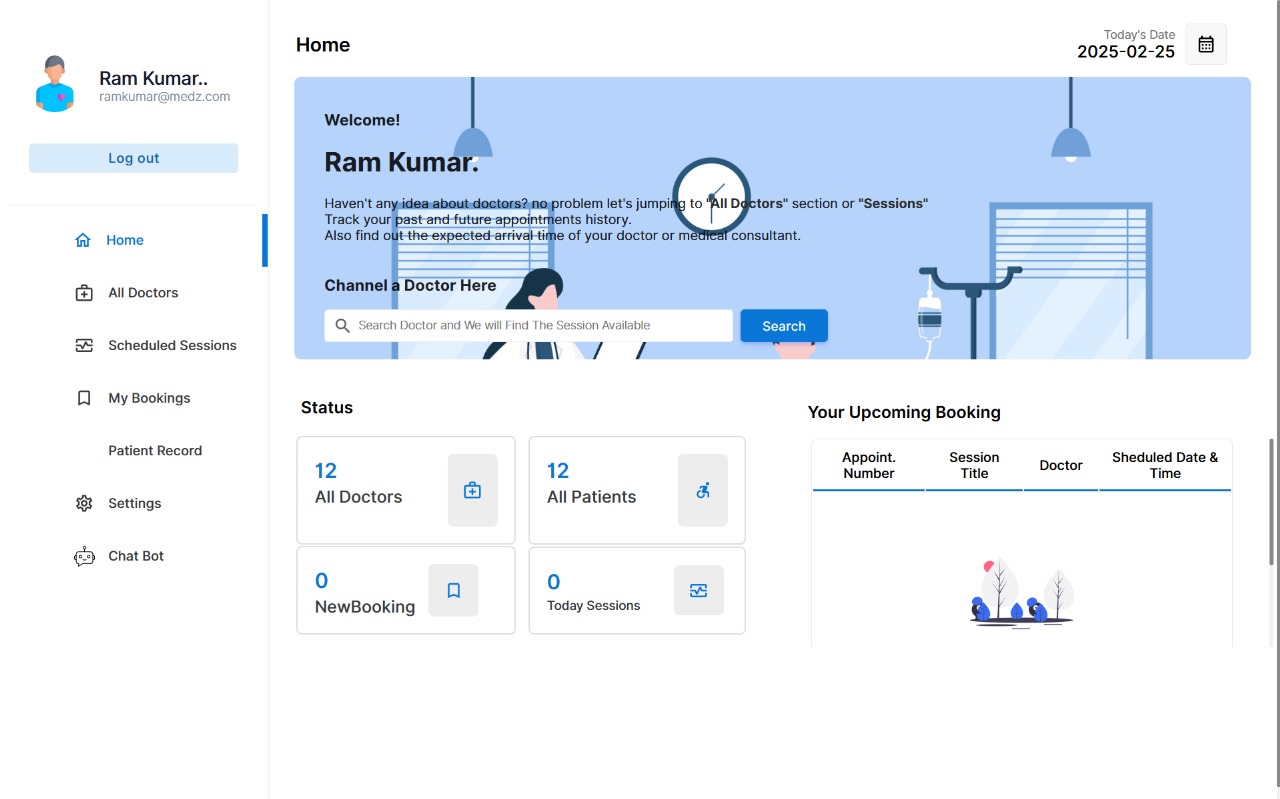 Ram Kumar..
ramkumar@medz.com
Log out
Home
All Doctors
Scheduled Sessions
My Bookings
Patient Record
Settings
Chat Bot
Home
Today's Date
2025-02-25
Welcome!
Ram Kumar.
Haven't any idea about doctors? no problem let's jumping to "All Doctors" section or "Sessions"
Track your past and future appointments history.
Also find out the expected arrival time of your doctor or medical consultant.
Channel a Doctor Here
Search Doctor and We will Find The Session Available
Search
Status
12
All Doctors
12
All Patients
0
NewBooking
0
Today Sessions
Your Upcoming Booking
Appoint.
Number
Session
Title
Doctor
Sheduled Date &
Time